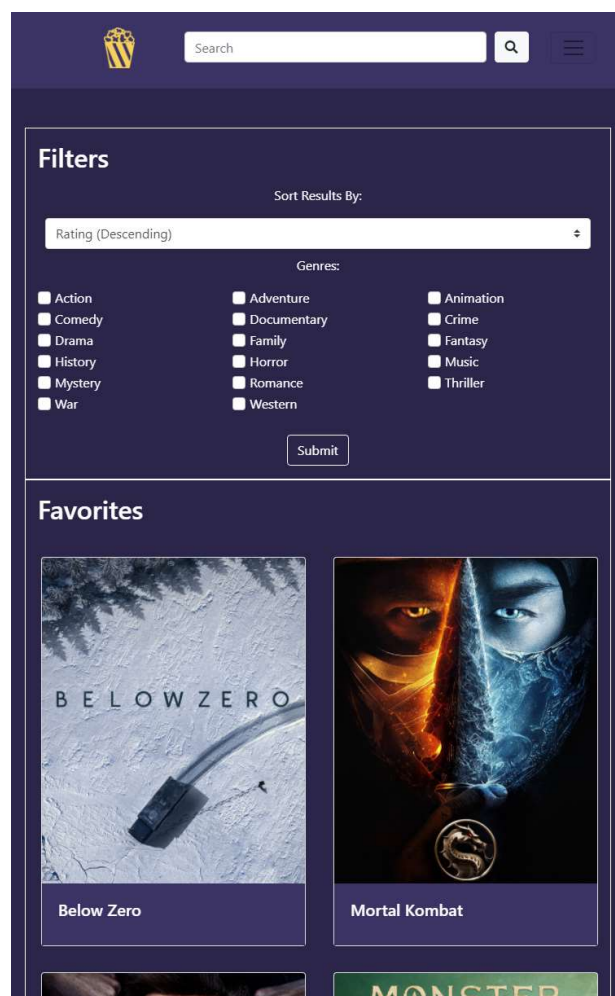 Search
Filters
Sort Results By:
Rating (Descending)
Genres:
Action Adventure Animation
Comedy Documentary Crime
Drama Family Fantasy
History Horror Music
Mystery Romance Thriller
War Western
Submit
Favorites
BELOW ZERO
Below Zero Mortal Kombat
MONSTER